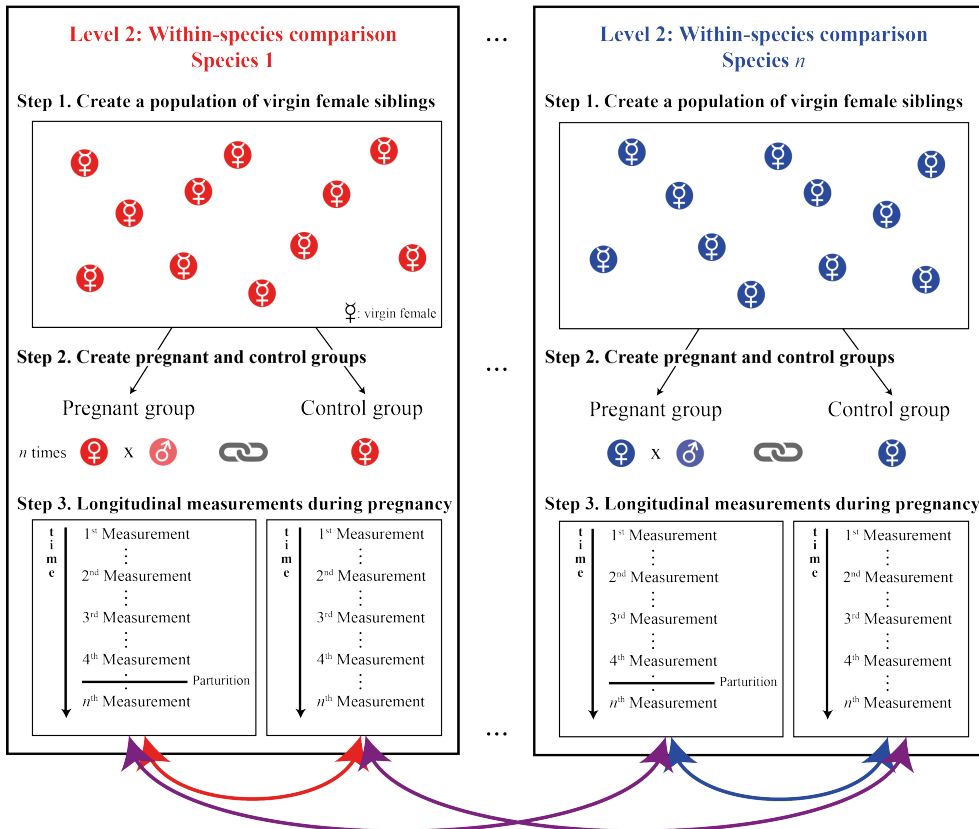 Level 2: Within-species comparison
Species 1
Step 1. Create a population of virgin female siblings
☿: virgin female
Step 2. Create pregnant and control groups
Pregnant group
Control group
n times
x
Step 3. Longitudinal measurements during pregnancy
time
1st Measurement
2nd Measurement
3rd Measurement
4th Measurement
Parturition
nth Measurement
time
1st Measurement
2nd Measurement
3rd Measurement
4th Measurement
nth Measurement
...
...
...
Level 2: Within-species comparison
Species n
Step 1. Create a population of virgin female siblings
Step 2. Create pregnant and control groups
Pregnant group
Control group
x
Step 3. Longitudinal measurements during pregnancy
time
1st Measurement
2nd Measurement
3rd Measurement
4th Measurement
Parturition
nth Measurement
time
1st Measurement
2nd Measurement
3rd Measurement
4th Measurement
nth Measurement